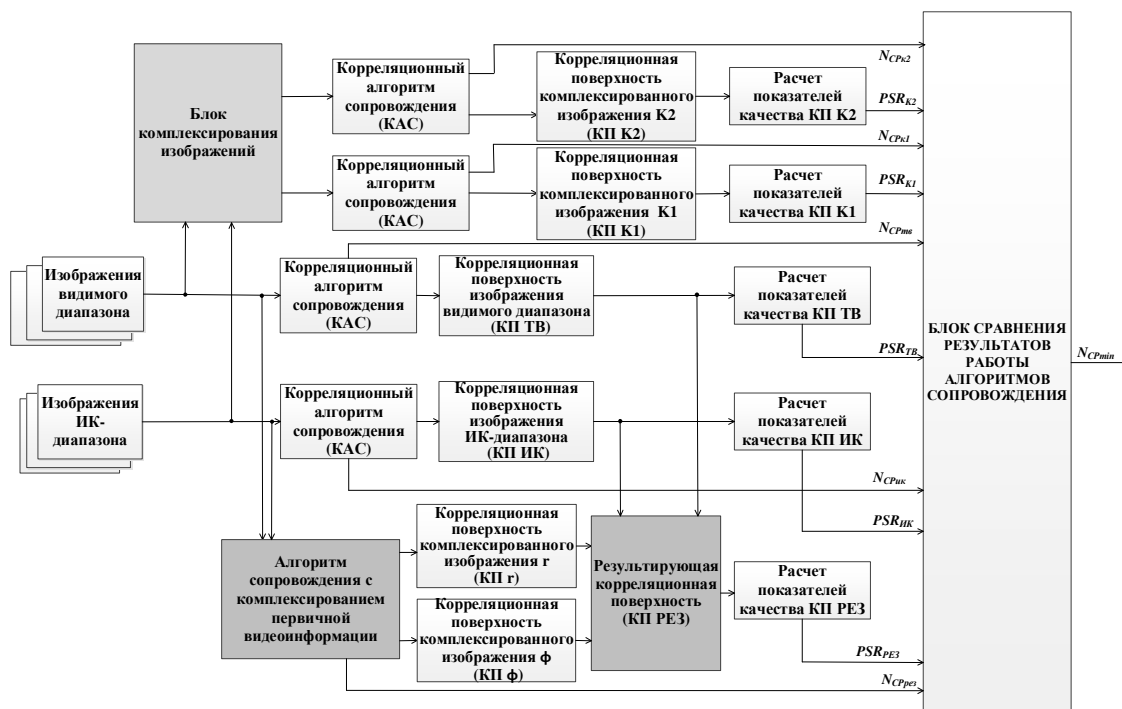 Блок
комплексирования
изображений
Корреляционный
алгоритм
сопровождения
(КАС)
Корреляционная
поверхность
комплексированного
изображения K2
(КП K2)
Расчет
показателей
качества КП K2
N_CPк2
PSR_K2
Корреляционный
алгоритм
сопровождения
(КАС)
Корреляционная
поверхность
комплексированного
изображения K1
(КП K1)
Расчет
показателей
качества КП K1
N_CPк1
PSR_K1
Изображения
видимого
диапазона
Корреляционный
алгоритм
сопровождения
(КАС)
Корреляционная
поверхность
изображения
видимого диапазона
(КП ТВ)
Расчет
показателей
качества КП ТВ
N_CPтв
PSR_ТВ
Изображения
ИК-
диапазона
Корреляционный
алгоритм
сопровождения
(КАС)
Корреляционная
поверхность
изображения
ИК-диапазона
(КП ИК)
Расчет
показателей
качества КП ИК
N_CPик
PSR_ИК
Алгоритм
сопровождения с
комплексированием
первичной
видеоинформации
Корреляционная
поверхность
комплексированного
изображения r
(КП r)
Корреляционная
поверхность
комплексированного
изображения ϕ
(КП ϕ)
Результирующая
корреляционная
поверхность
(КП РЕЗ)
Расчет
показателей
качества КП РЕЗ
PSR_РЕЗ
N_CPрез
БЛОК СРАВНЕНИЯ
РЕЗУЛЬТАТОВ
РАБОТЫ
АЛГОРИТМОВ
СОПРОВОЖДЕНИЯ
N_CPmin